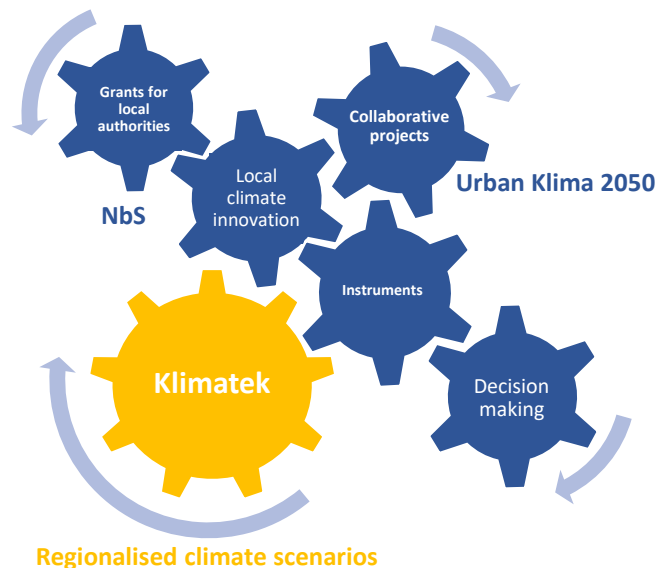 Grants for
local
authorities
Collaborative
projects
Local
climate
innovation
Urban Klima 2050
NbS
Instruments
Klimatek
Decision
making
Regionalised climate scenarios